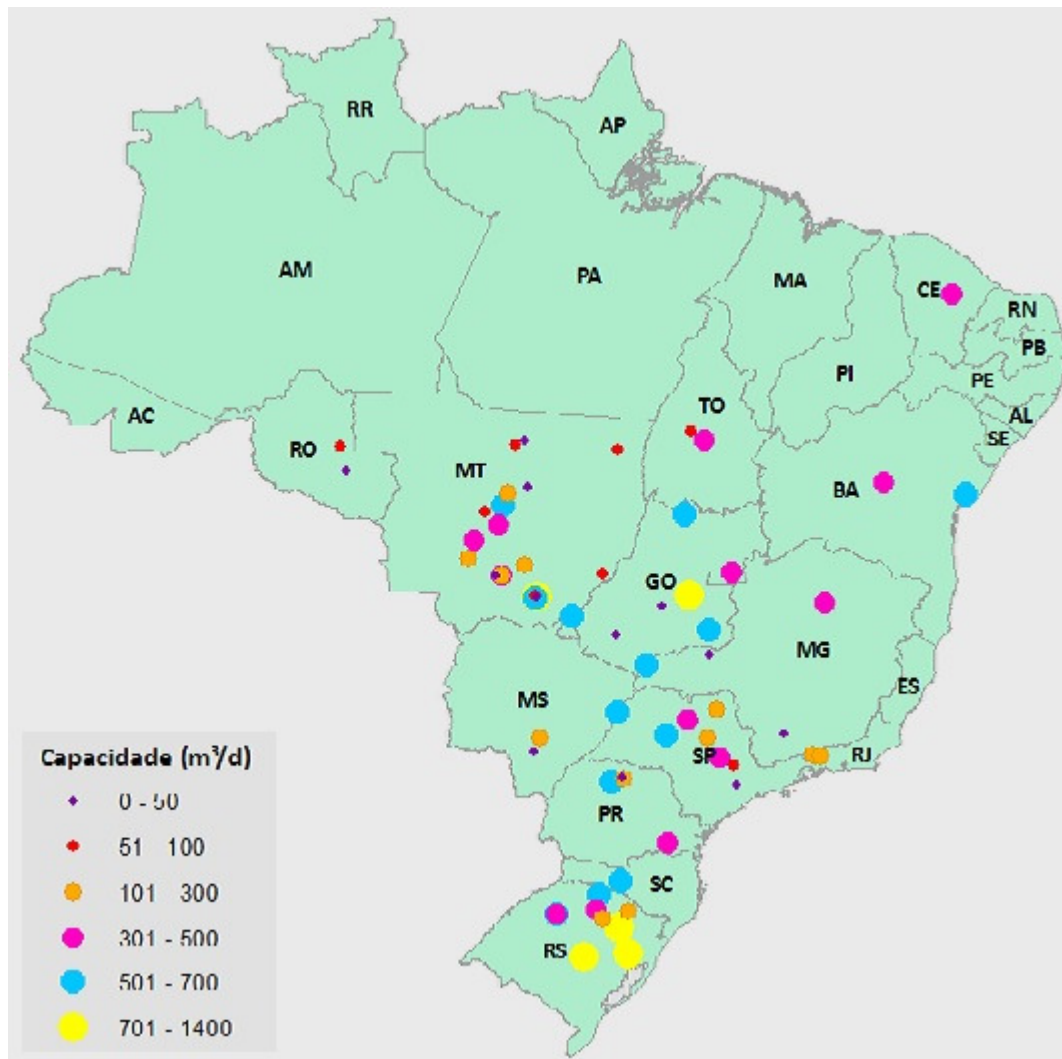 RR
AP
AM
PA
MA
CE
RN
PB
PI
PE
AC
TO
AL
SE
RO
MT
BA
GO
MG
MS
ES
SP
RJ
PR
SC
RS
Capacidade (m³/d)
0 - 50
51 100
101 300
301 - 500
501 - 700
701 - 1400